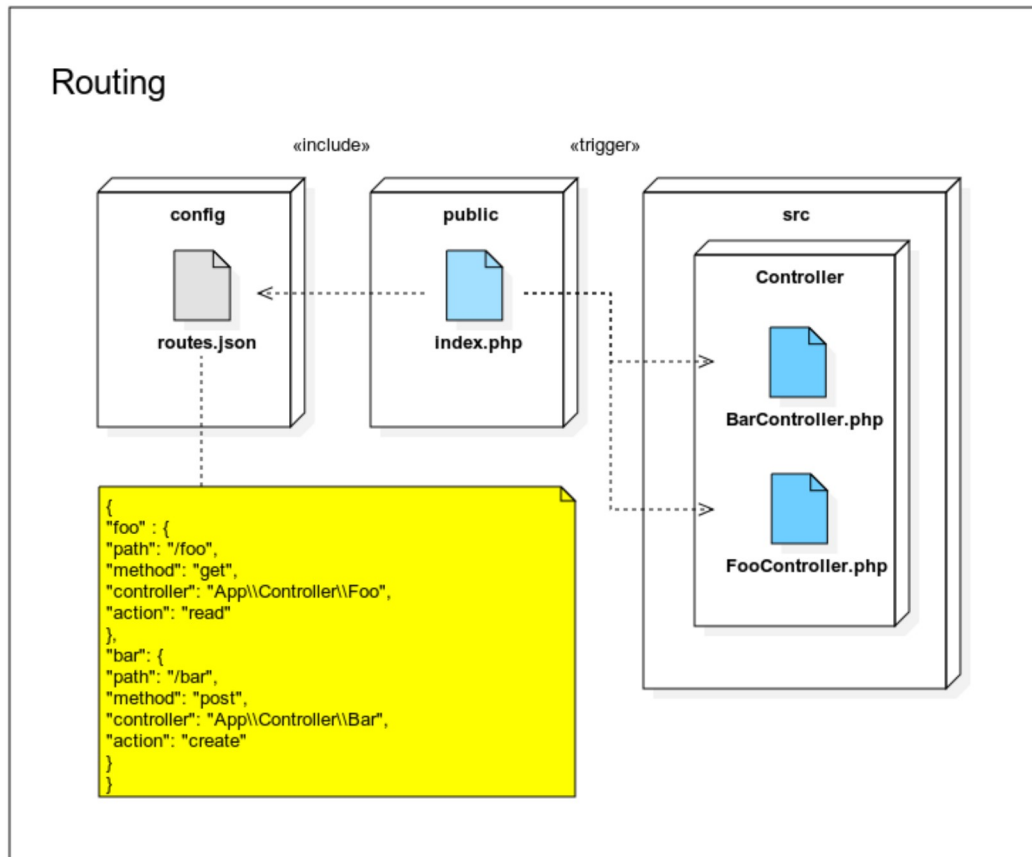 Routing
«include»
«trigger»
config
public
src
Controller
routes.json
index.php
BarController.php
FooController.php
{
"foo" : {
"path": "/foo",
"method": "get",
"controller": "App\\Controller\\Foo",
"action": "read"
},
"bar": {
"path": "/bar",
"method": "post",
"controller": "App\\Controller\\Bar",
"action": "create"
}
}